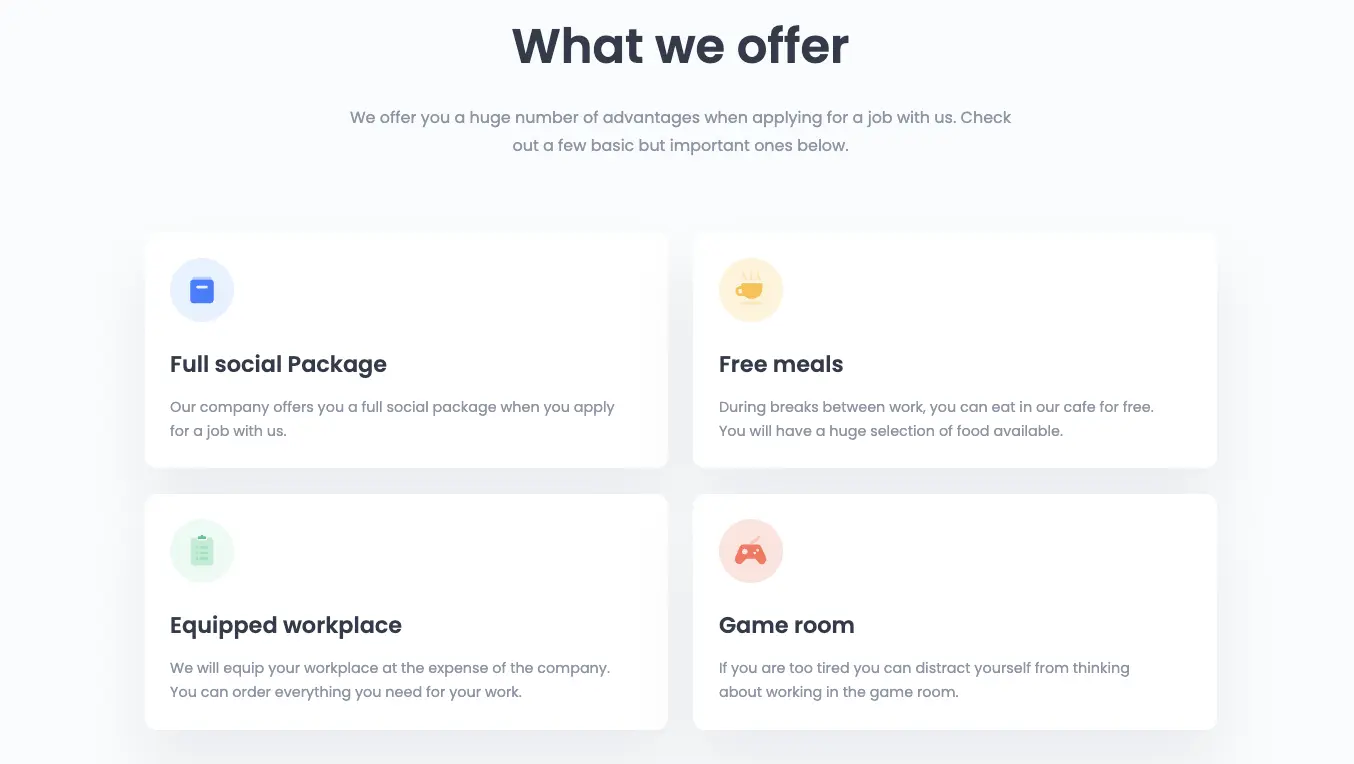 What we offer
We offer you a huge number of advantages when applying for a job with us. Check
out a few basic but important ones below.
Full social Package
Our company offers you a full social package when you apply
for a job with us.
Free meals
During breaks between work, you can eat in our cafe for free.
You will have a huge selection of food available.
Equipped workplace
We will equip your workplace at the expense of the company.
You can order everything you need for your work.
Game room
If you are too tired you can distract yourself from thinking
about working in the game room.